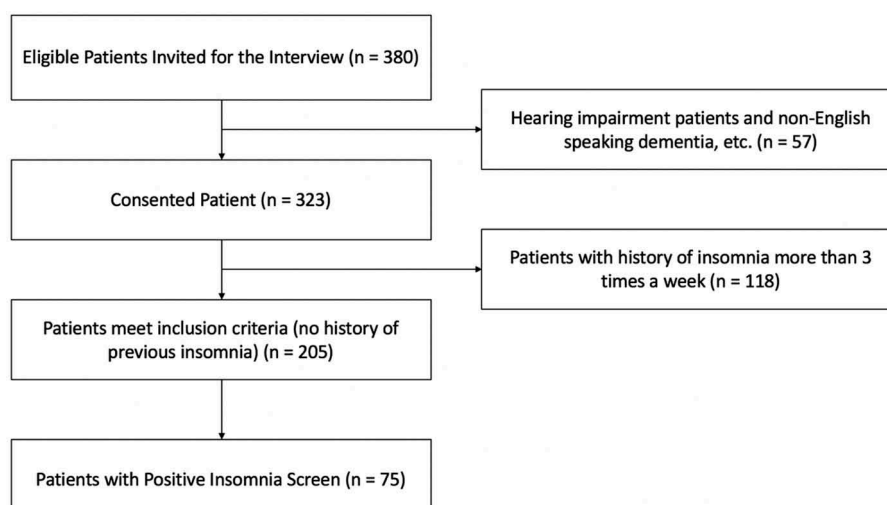 Eligible Patients Invited for the Interview (n = 380)
Hearing impairment patients and non-English
speaking dementia, etc. (n = 57)
Consented Patient (n = 323)
Patients with history of insomnia more than 3
times a week (n = 118)
Patients meet inclusion criteria (no history of
previous insomnia) (n = 205)
Patients with Positive Insomnia Screen (n = 75)